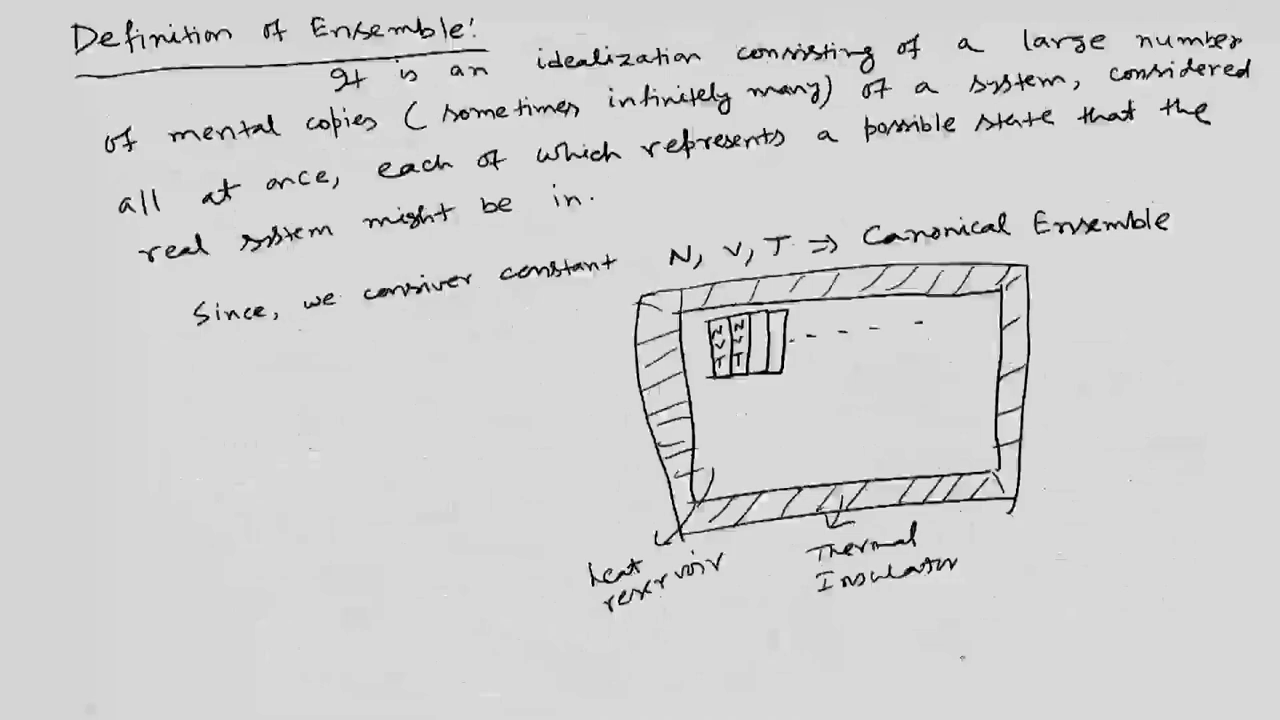 Definition of Ensemble:
It is an idealization consisting of a large number
of mental copies (sometimes infinitely many) of a system, considered
all at once, each of which represents a possible state that the
real system might be in.
Since, we consiver constant N, V, T ⇒ Canonical Ensemble
N N
V V
T T
heat
reservoir
Thermal
Insulator